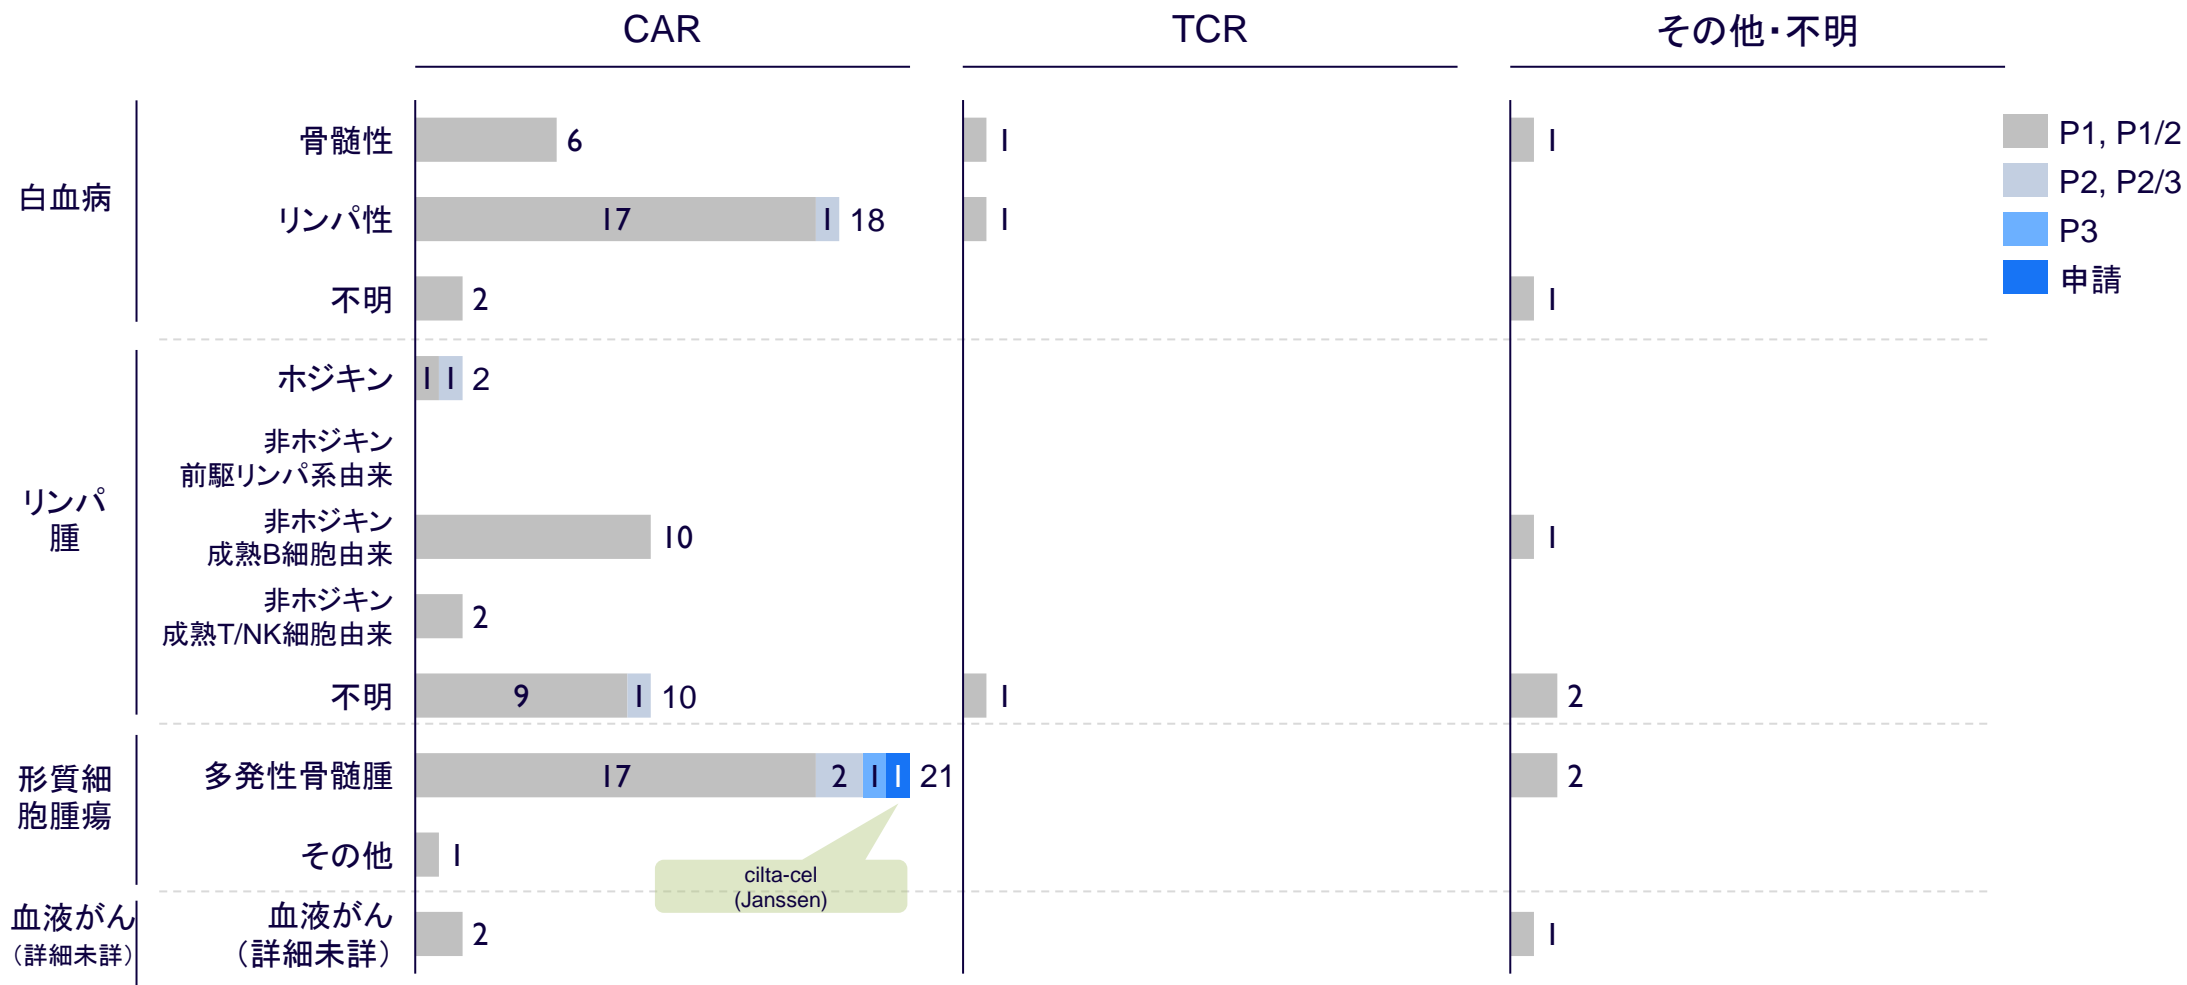 CAR
TCR
その他・不明
P1, P1/2
P2, P2/3
P3
申請
白血病
骨髄性
6
1
1
リンパ性
17
1
18
1
不明
2
1
リンパ
腫
ホジキン
1
1
2
非ホジキン
前駆リンパ系由来
非ホジキン
成熟B細胞由来
10
1
非ホジキン
成熟T/NK細胞由来
2
不明
9
1
10
1
2
形質細
胞腫瘍
多発性骨髄腫
17
2
1
1
21
2
その他
1
cilta-cel
(Janssen)
血液がん
（詳細未詳）
血液がん
（詳細未詳）
2
1